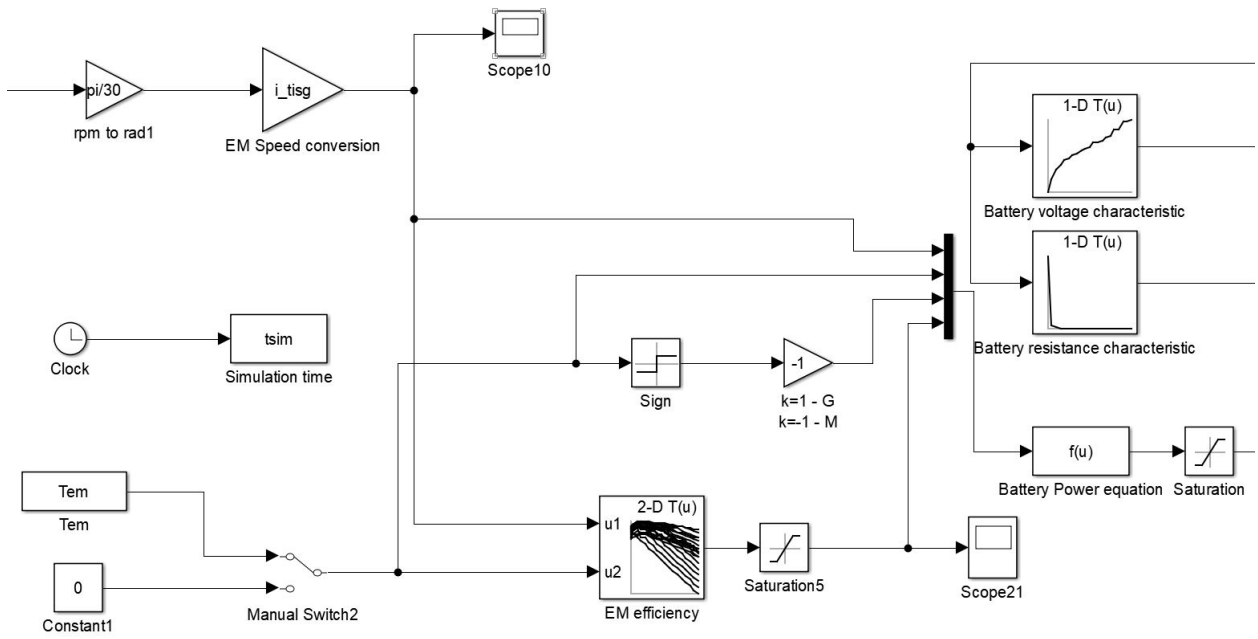 Scope10
pi/30
rpm to rad1
i_tisg
EM Speed conversion
1-D T(u)
Battery voltage characteristic
1-D T(u)
Battery resistance characteristic
Clock
tsim
Simulation time
Sign
-1
k=1 - G
k=-1 - M
f(u)
Battery Power equation
Saturation
Tem
Tem
0
Constant1
Manual Switch2
2-D T(u)
u1
u2
EM efficiency
Saturation5
Scope21